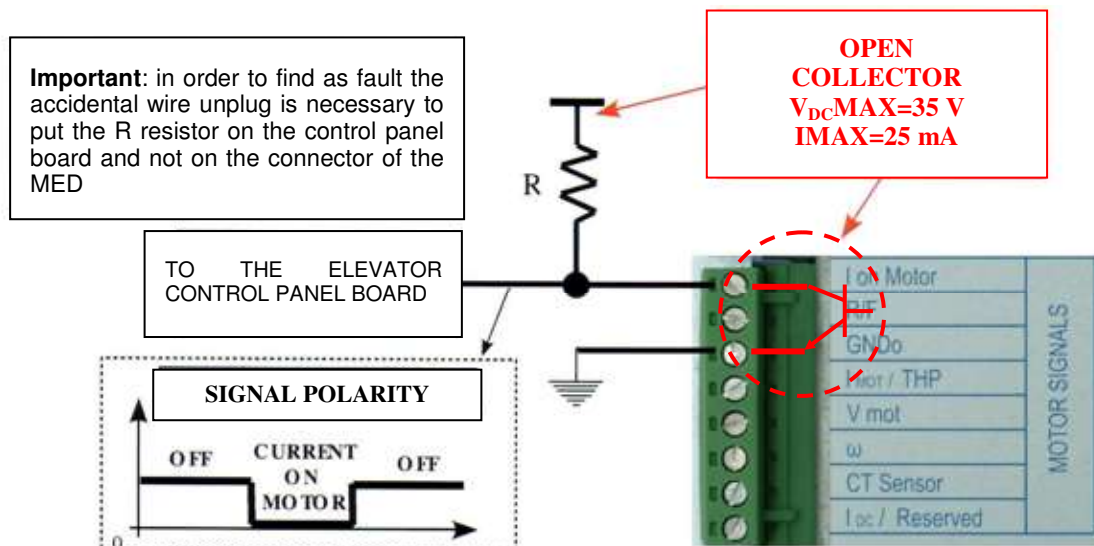 Important: in order to find as fault the
accidental wire unplug is necessary to
put the R resistor on the control panel
board and not on the connector of the
MED
OPEN
COLLECTOR
VDCMAX=35 V
IMAX=25 mA
R
TO THE ELEVATOR
CONTROL PANEL BOARD
SIGNAL POLARITY
OFF
CURRENT
ON
MOTOR
OFF
0
I on Motor
R/F
GNDo
I MOT / THP
V mot
ω
CT Sensor
I DC / Reserved
MOTOR SIGNALS